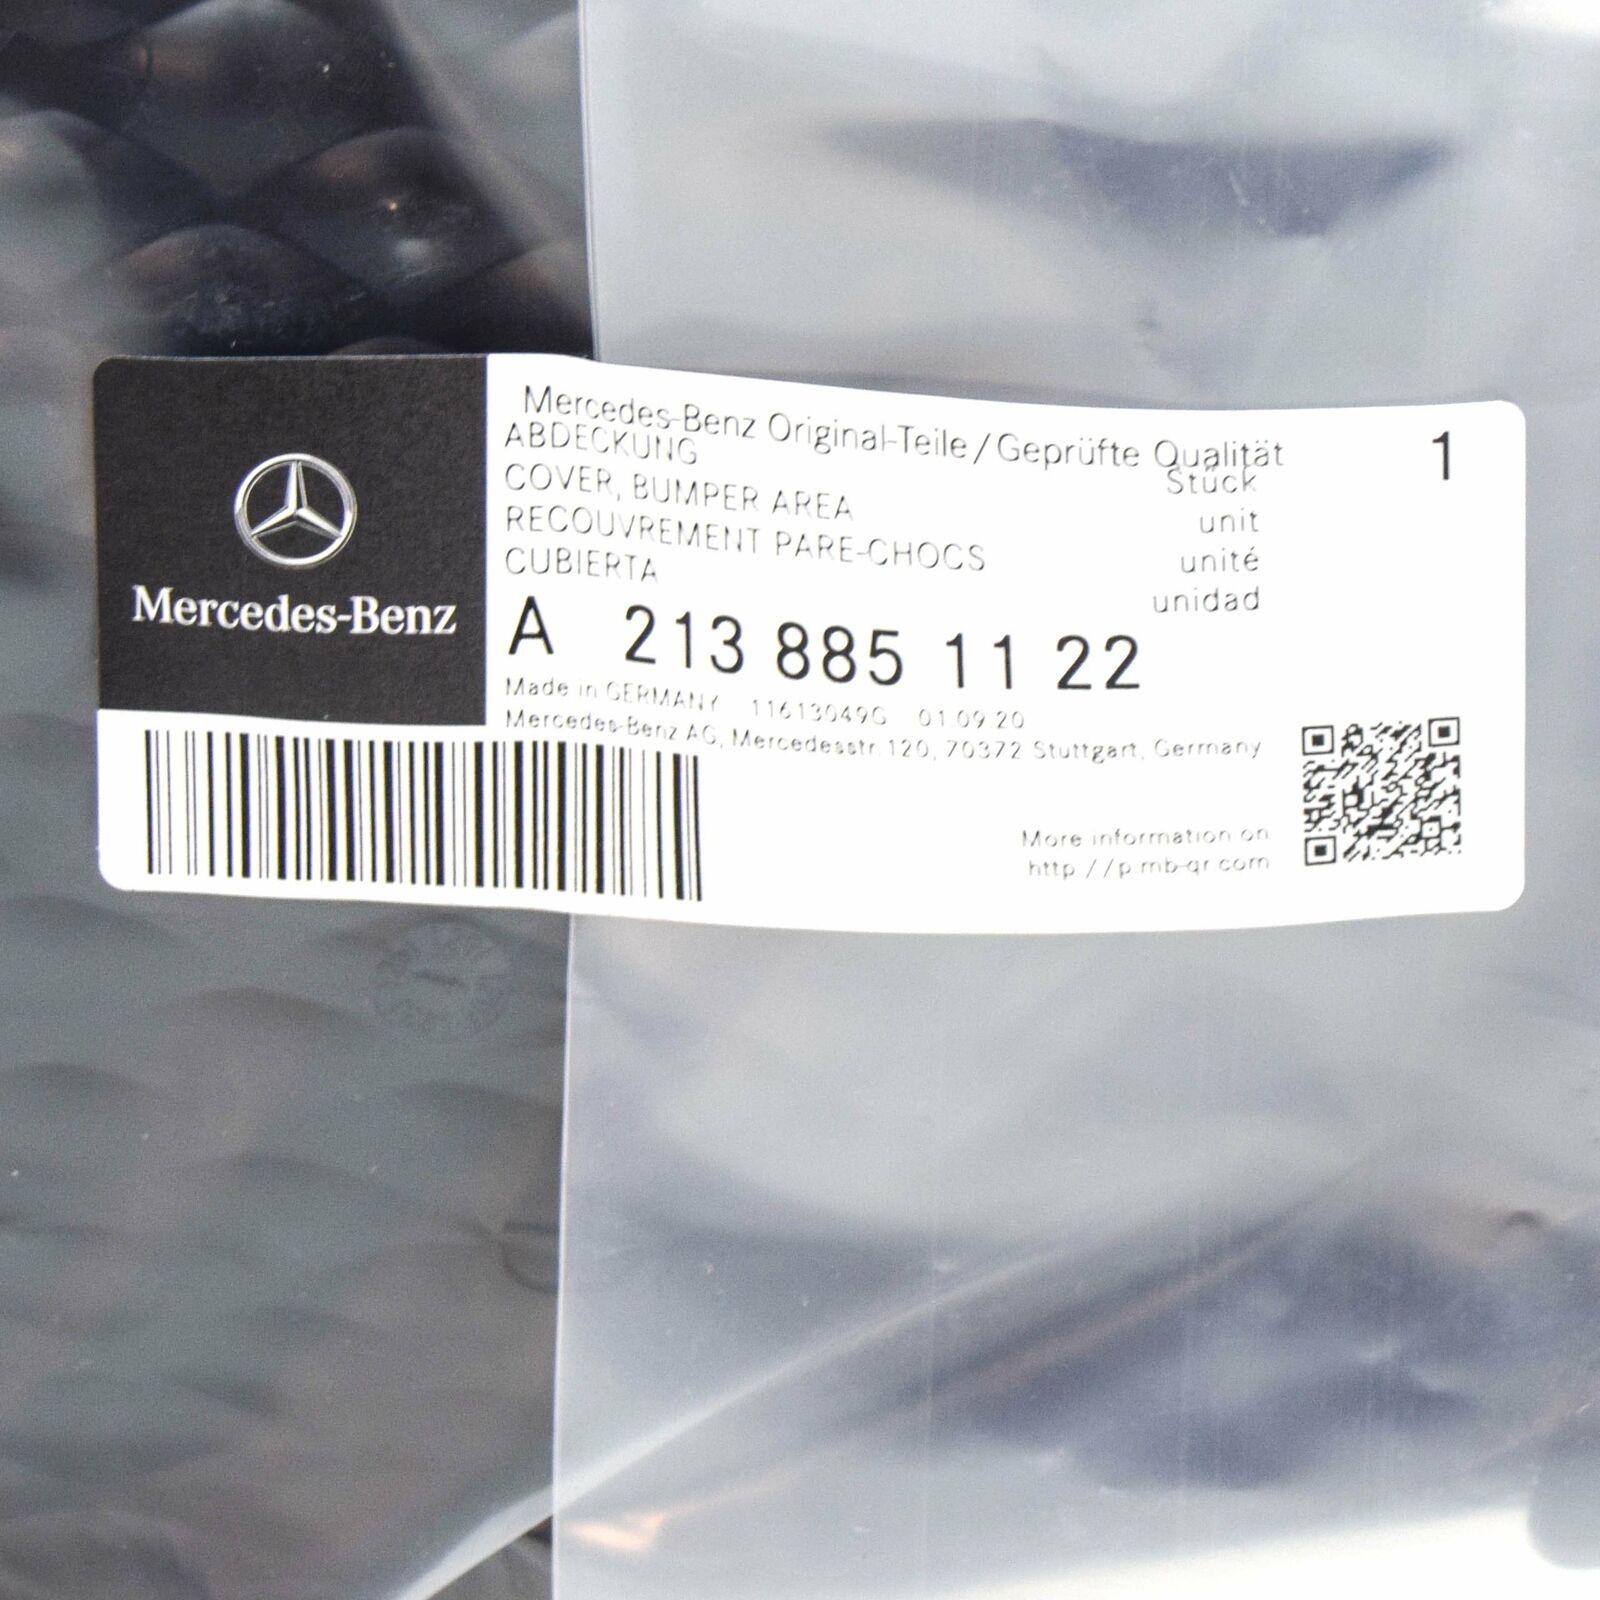 Mercedes-Benz
Mercedes-Benz Original-Teile / Geprüfte Qualität
1
ABDECKUNG
Stück
COVER, BUMPER AREA
unit
RECOUVREMENT PARE-CHOCS
unité
CUBIERTA
unidad
A 213 885 11 22
Made in GERMANY 11613049G 01.09.20
Mercedes-Benz AG, Mercedesstr. 120, 70372 Stuttgart, Germany
More information on
http://p.mb-qr.com